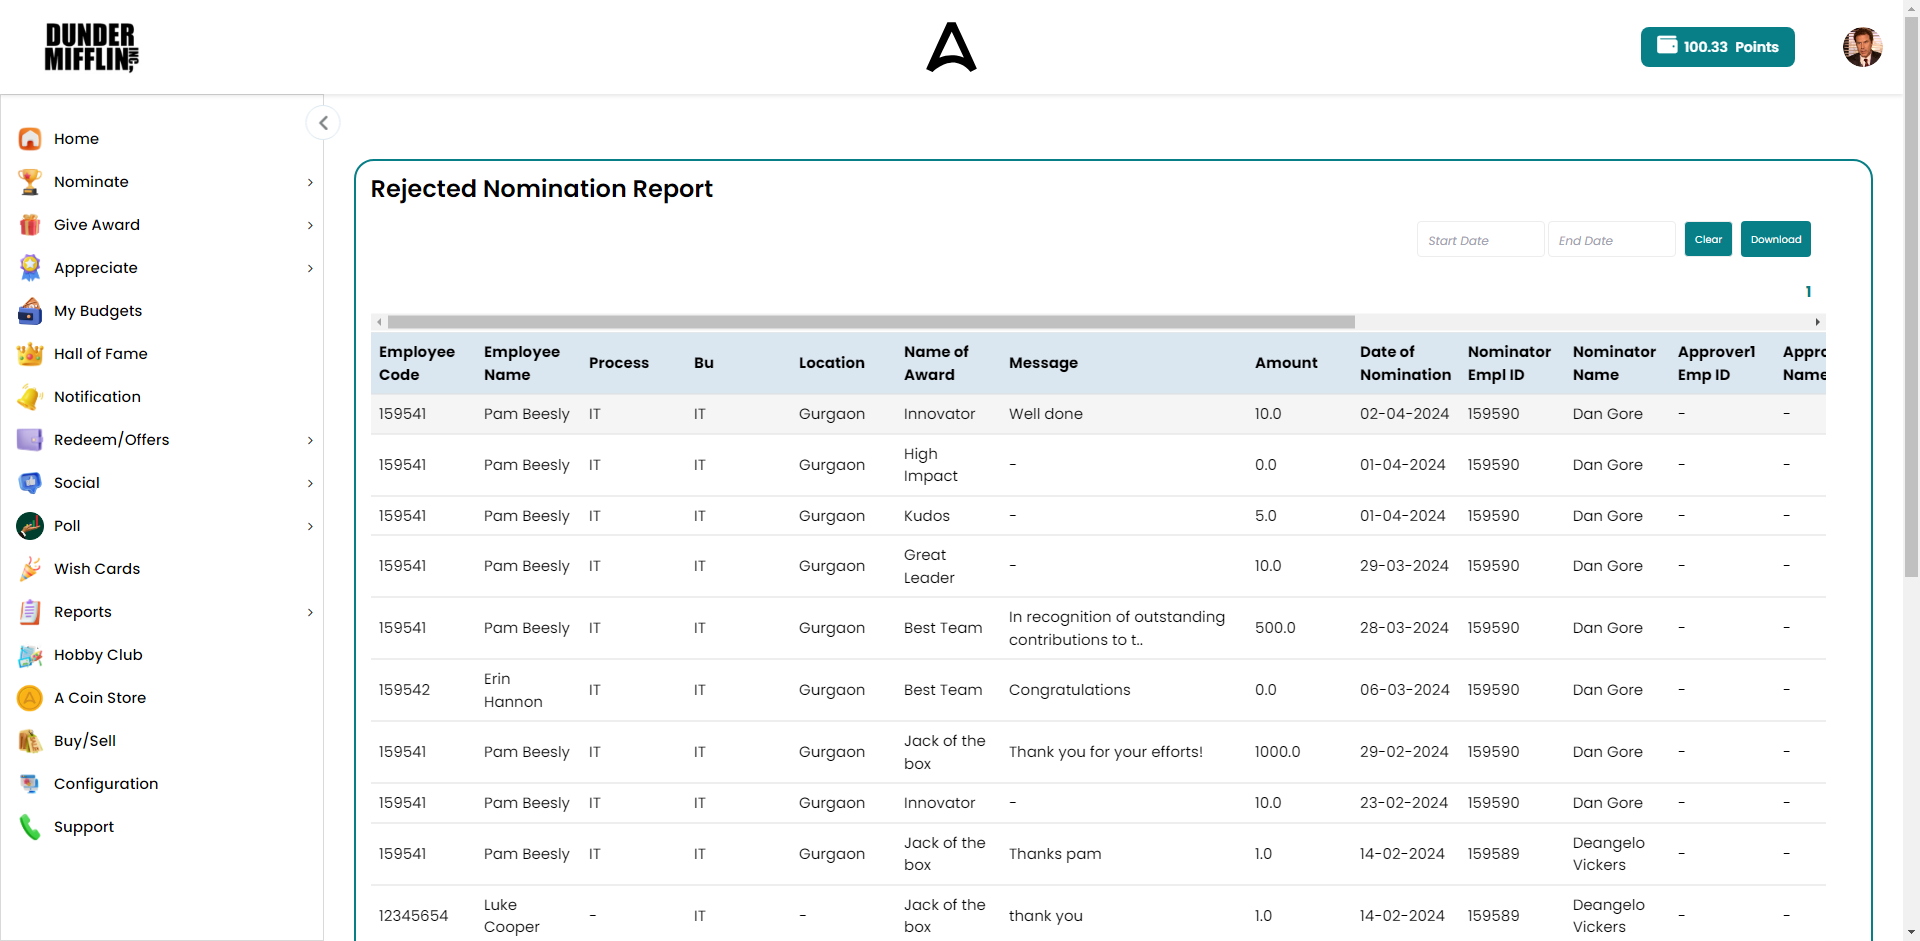 DUNDER
MIFFLIN, INC;
100.33 Points
Home
Nominate
Give Award
Appreciate
My Budgets
Hall of Fame
Notification
Redeem/Offers
Social
Poll
Wish Cards
Reports
Hobby Club
A Coin Store
Buy/Sell
Configuration
Support
Rejected Nomination Report
Start Date End Date Clear Download
1
Employee Code Employee Name Process Bu Location Name of Award Message Amount Date of Nomination Nominator Empl ID Nominator Name Approver1 Emp ID Appro Name
159541 Pam Beesly IT IT Gurgaon Innovator Well done 10.0 02-04-2024 159590 Dan Gore - -
159541 Pam Beesly IT IT Gurgaon High Impact - 0.0 01-04-2024 159590 Dan Gore - -
159541 Pam Beesly IT IT Gurgaon Kudos - 5.0 01-04-2024 159590 Dan Gore - -
159541 Pam Beesly IT IT Gurgaon Great Leader - 10.0 29-03-2024 159590 Dan Gore - -
159541 Pam Beesly IT IT Gurgaon Best Team In recognition of outstanding contributions to t.. 500.0 28-03-2024 159590 Dan Gore - -
159542 Erin Hannon IT IT Gurgaon Best Team Congratulations 0.0 06-03-2024 159590 Dan Gore - -
159541 Pam Beesly IT IT Gurgaon Jack of the box Thank you for your efforts! 1000.0 29-02-2024 159590 Dan Gore - -
159541 Pam Beesly IT IT Gurgaon Innovator - 10.0 23-02-2024 159590 Dan Gore - -
159541 Pam Beesly IT IT Gurgaon Jack of the box Thanks pam 1.0 14-02-2024 159589 Deangelo Vickers - -
12345654 Luke Cooper - IT - Jack of the box thank you 1.0 14-02-2024 159589 Deangelo Vickers - -